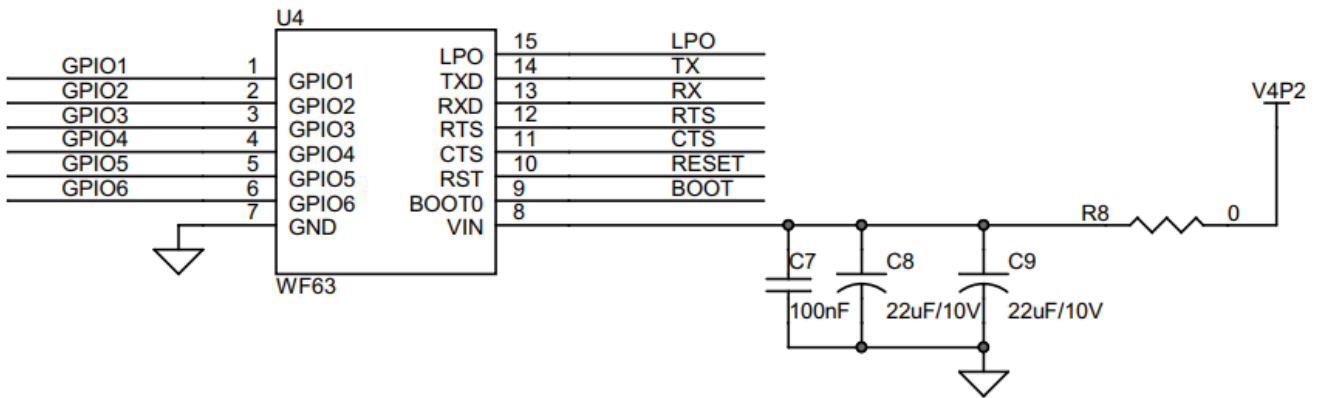 U4
15 LPO
LPO
GPIO1 1 14 TX
GPIO1 TXD
GPIO2 2 13 RX
GPIO2 RXD
GPIO3 3 12 RTS
GPIO3 RTS
GPIO4 4 11 CTS
GPIO4 CTS
GPIO5 5 10 RESET
GPIO5 RST
GPIO6 6 9 BOOT
GPIO6 BOOT0
7 8
GND VIN
WF63
V4P2
R8 0
C7 C8 C9
100nF 22uF/10V 22uF/10V